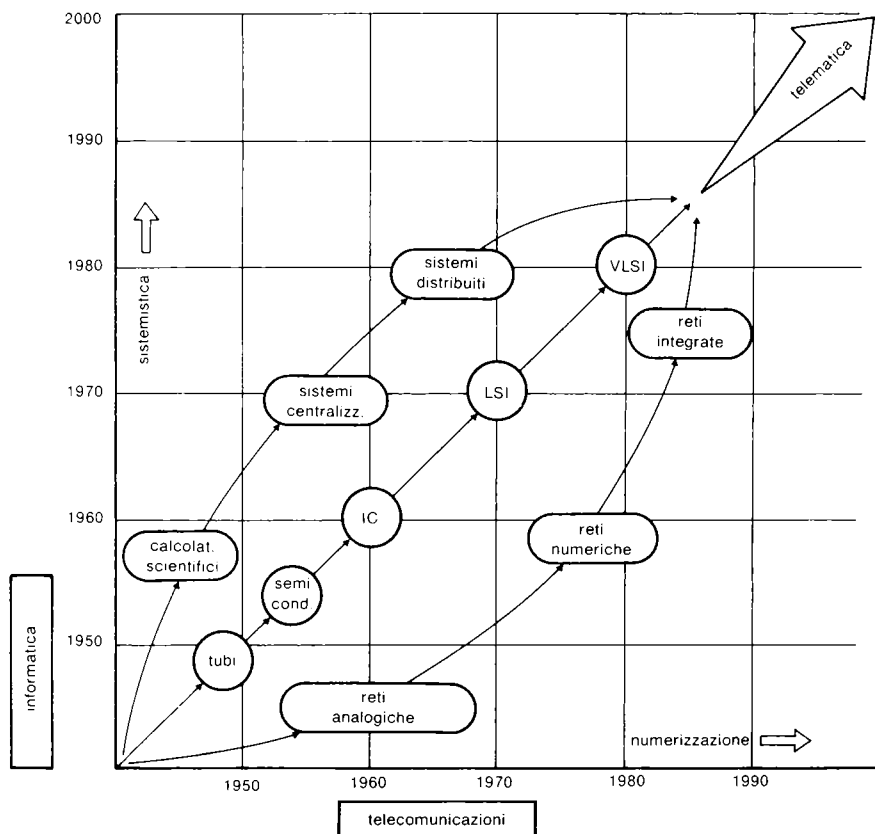 2000
telematica
1990
sistemistica
sistemi
distribuiti
VLSI
1980
reti
integrate
sistemi
centralizz.
LSI
1970
IC
1960
calcolat.
scientifici
reti
numeriche
semi
cond.
tubi
1950
informatica
reti
analogiche
numerizzazione
1950
1960
1970
1980
1990
telecomunicazioni